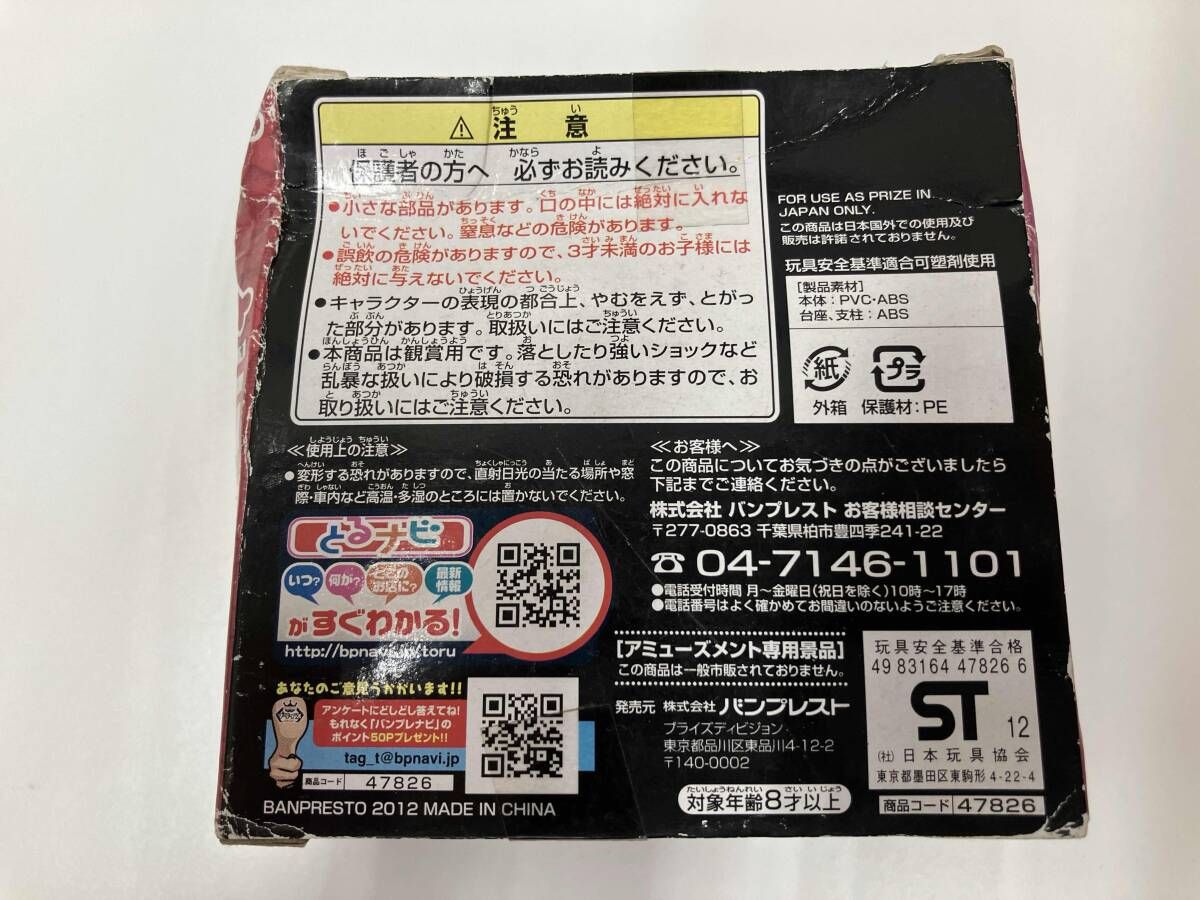 ⚠注意
保護者の方へ 必ずお読みください。
●小さな部品があります。口の中には絶対に入れな
いでください。窒息などの危険があります。
●誤飲の危険がありますので、3才未満のお子様には
絶対に与えないでください。
●キャラクターの表現の都合上、やむをえず、とがっ
た部分があります。取扱いにはご注意ください。
●本商品は観賞用です。落としたり強いショックなど
乱暴な扱いにより破損する恐れがありますので、お
取り扱いにはご注意ください。
FOR USE AS PRIZE IN
JAPAN ONLY.
この商品は日本国外での使用及び
販売は許諾されておりません。
玩具安全基準適合可塑剤使用
[製品素材]
本体:PVC・ABS
台座、支柱:ABS
紙 プラ
外箱 保護材:PE
≪使用上の注意≫
●変形する恐れがありますので、直射日光の当たる場所や窓
際・車内など高温・多湿のところには置かないでください。
とるナビ
いつ? 何が? どこの お店に? 最新 情報
がすぐわかる!
http://bpnavi.jp/toru
あなたのご意見うかがいます!!
アンケートにどしどし答えてね!
もれなく「バンプレナビ」の
ポイント50Pプレゼント!!
tag_t@bpnavi.jp
商品コード 47826
BANPRESTO 2012 MADE IN CHINA
≪お客様へ≫
この商品についてお気づきの点がございましたら
下記までご連絡ください。
株式会社 バンプレスト お客様相談センター
〒277-0863 千葉県柏市豊四季241-22
☎04-7146-1101
●電話受付時間 月～金曜日(祝日を除く)10時～17時
●電話番号はよく確かめてお間違いのないようご注意ください。
[アミューズメント専用景品]
この商品は一般市販されておりません。
発売元 株式会社 バンプレスト
プライズディビジョン
東京都品川区東品川4-12-2
〒140-0002
対象年齢8才以上
玩具安全基準合格
49 83164 47826 6
ST 12
(社)日本玩具協会
東京都墨田区東駒形4-22-4
商品コード 47826